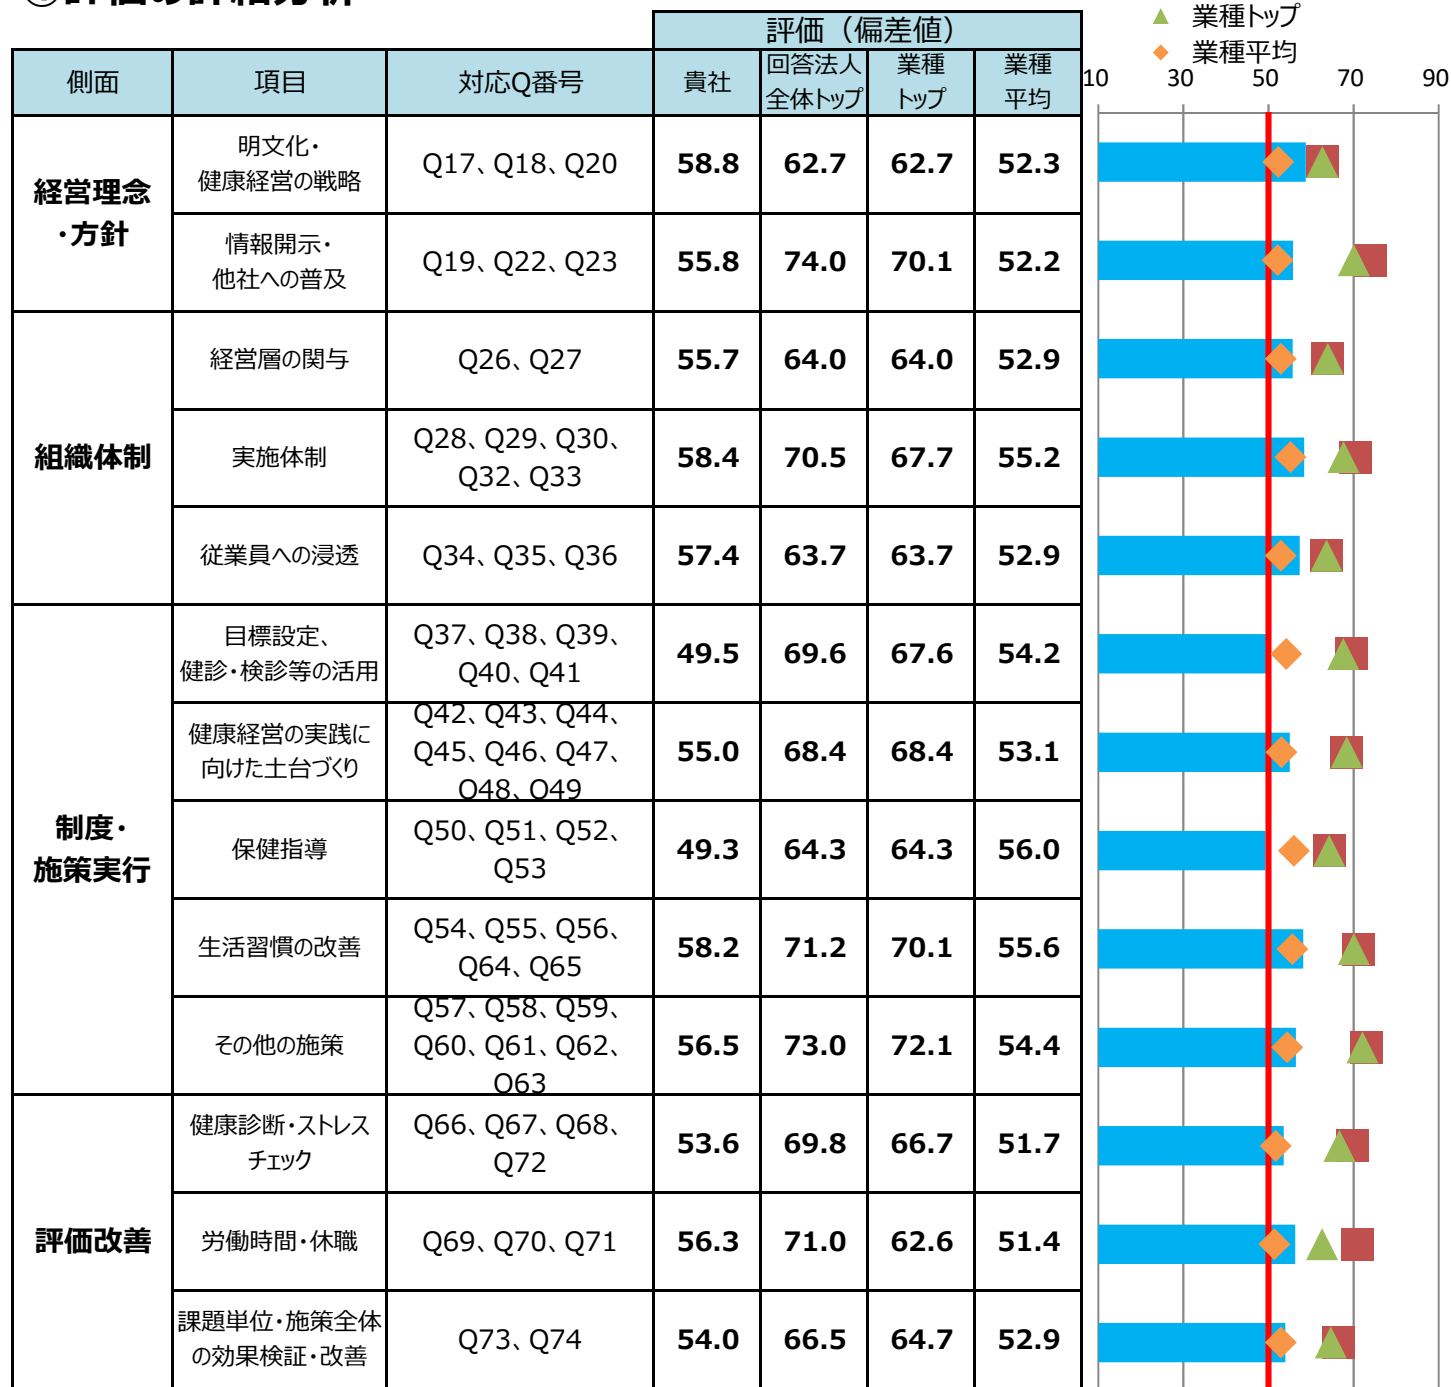 ①評価の詳細分析
▲ 業種トップ
◆ 業種平均
評価（偏差値）
側面 項目 対応Q番号 貴社 回答法人 業種 業種
全体トップ トップ 平均
10 30 50 70 90
経営理念
・方針
明文化・
健康経営の戦略
Q17、Q18、Q20
58.8 62.7 62.7 52.3
情報開示・
他社への普及
Q19、Q22、Q23
55.8 74.0 70.1 52.2
組織体制
経営層の関与
Q26、Q27
55.7 64.0 64.0 52.9
実施体制
Q28、Q29、Q30、
Q32、Q33
58.4 70.5 67.7 55.2
従業員への浸透
Q34、Q35、Q36
57.4 63.7 63.7 52.9
制度・
施策実行
目標設定、
健診・検診等の活用
Q37、Q38、Q39、
Q40、Q41
49.5 69.6 67.6 54.2
健康経営の実践に
向けた土台づくり
Q42、Q43、Q44、
Q45、Q46、Q47、
Q48、Q49
55.0 68.4 68.4 53.1
保健指導
Q50、Q51、Q52、
Q53
49.3 64.3 64.3 56.0
生活習慣の改善
Q54、Q55、Q56、
Q64、Q65
58.2 71.2 70.1 55.6
その他の施策
Q57、Q58、Q59、
Q60、Q61、Q62、
Q63
56.5 73.0 72.1 54.4
評価改善
健康診断・ストレス
チェック
Q66、Q67、Q68、
Q72
53.6 69.8 66.7 51.7
労働時間・休職
Q69、Q70、Q71
56.3 71.0 62.6 51.4
課題単位・施策全体
の効果検証・改善
Q73、Q74
54.0 66.5 64.7 52.9